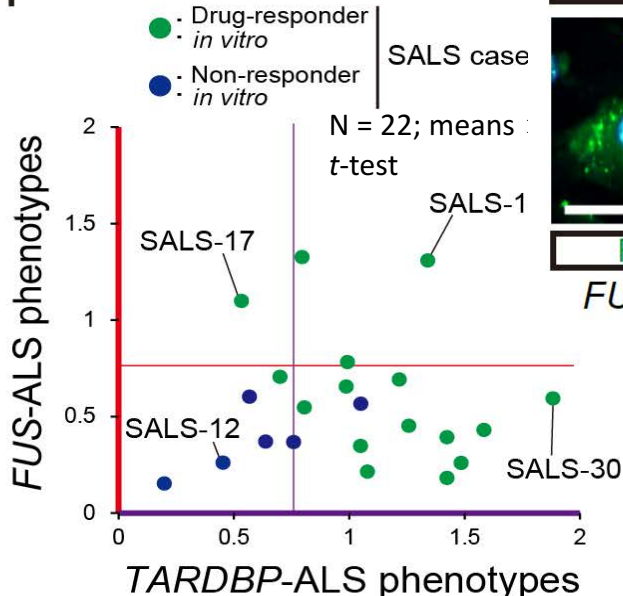 : Drug-responder
in vitro
: Non-responder
in vitro
SALS case
N = 22; means
t-test
SALS-1
SALS-17
SALS-12
SALS-30
FUS-ALS phenotypes
2
1.5
1
0.5
0
0
0.5
1
1.5
2
TARDBP-ALS phenotypes
FU